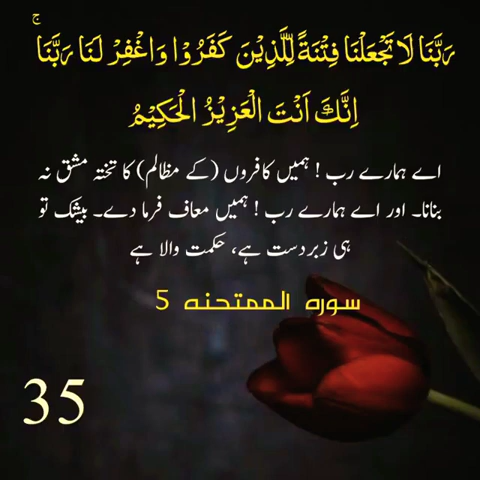 رَبَّنَا لَا تَجْعَلْنَا فِتْنَةً لِّلَّذِيْنَ كَفَرُوْا وَاغْفِرْ لَنَا رَبَّنَا ۚ
اِنَّكَ اَنْتَ الْعَزِيْزُ الْحَكِيْمُ
اے ہمارے رب ! ہمیں کافروں (کے مظالم) کا تختہ مشق نہ
بنانا۔ اور اے ہمارے رب ! ہمیں معاف فرما دے۔ بیشک تو
ہی زبردست ہے، حکمت والا ہے
سورہ الممتحنہ 5
35